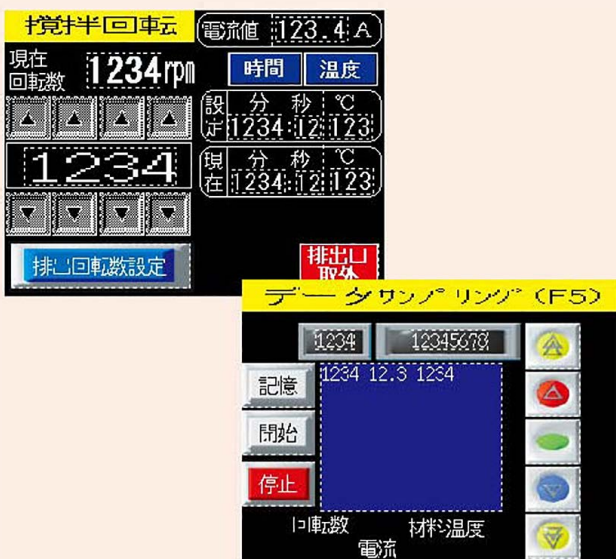 撹拌回転
電流値 123.4 A
現在
回転数 1234 rpm
時間 温度
設定 分 秒 ℃
1234:12 123
1234
現在 分 秒 ℃
1234:12 123
排出回転数設定
排出口
取外
データサンプリング (F5)
1234 12345678
1234 12.3 1234
記憶
開始
停止
回転数 材料温度
電流